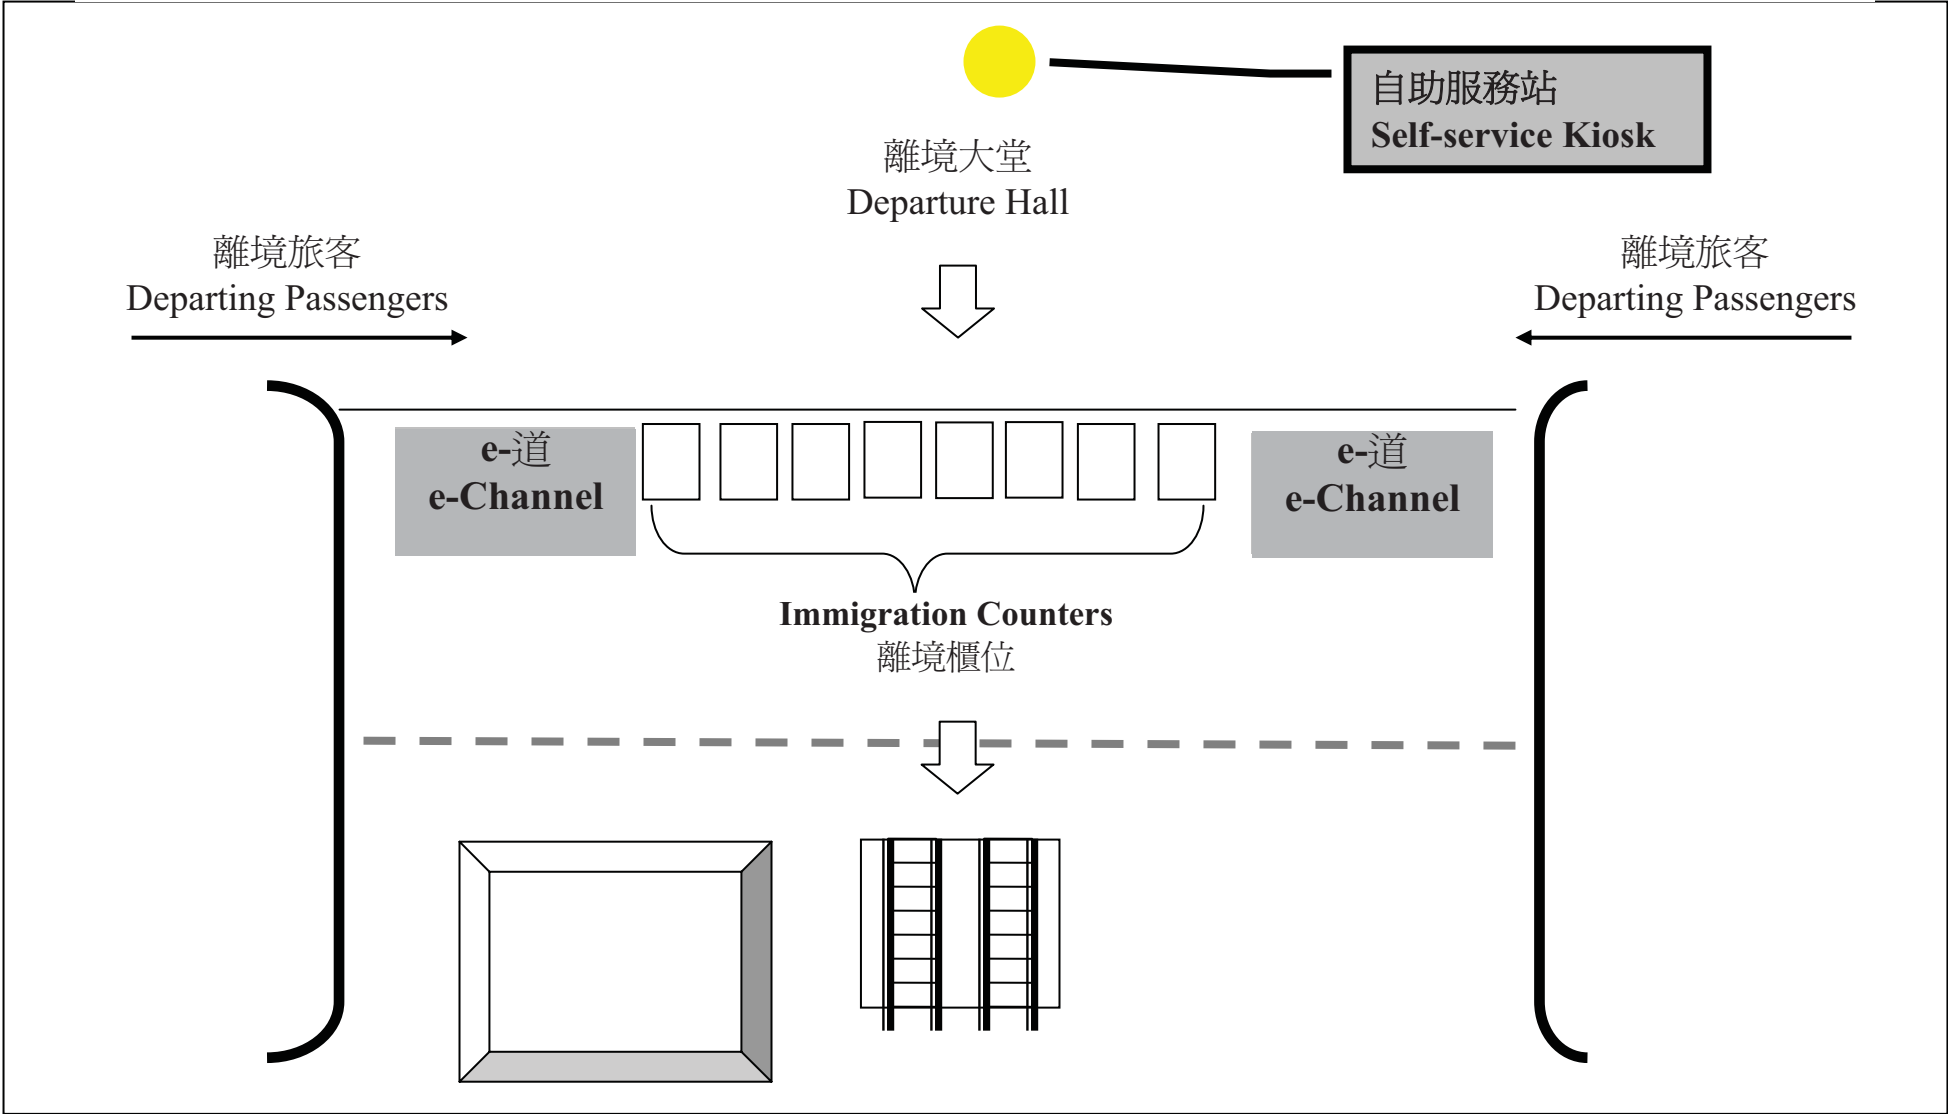 自助服務站
Self-service Kiosk
離境大堂
Departure Hall
離境旅客
Departing Passengers
離境旅客
Departing Passengers
e-道
e-Channel
e-道
e-Channel
Immigration Counters
離境櫃位